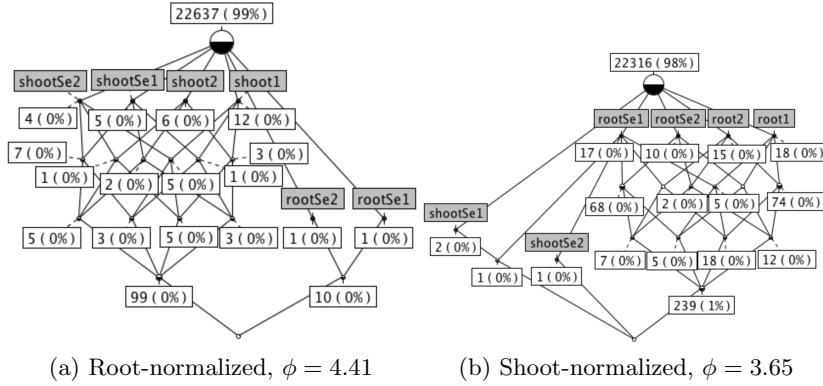 22637 ( 99%)
shootSe2 shootSe1 shoot2 shoot1
4 ( 0%) 5 ( 0%) 6 ( 0%) 12 ( 0%)
7 ( 0%) 3 ( 0%)
1 ( 0%) 2 ( 0%) 5 ( 0%) 1 ( 0%)
rootSe2 rootSe1
5 ( 0%) 3 ( 0%) 5 ( 0%) 3 ( 0%) 1 ( 0%) 1 ( 0%)
99 ( 0%) 10 ( 0%)
(a) Root-normalized, ϕ = 4.41
22316 ( 98%)
rootSe1 rootSe2 root2 root1
17 ( 0%) 10 ( 0%) 15 ( 0%) 18 ( 0%)
68 ( 0%) 2 ( 0%) 5 ( 0%) 74 ( 0%)
shootSe1
2 ( 0%) shootSe2
1 ( 0%) 1 ( 0%) 7 ( 0%) 5 ( 0%) 18 ( 0%) 12 ( 0%)
239 ( 1%)
(b) Shoot-normalized, ϕ = 3.65